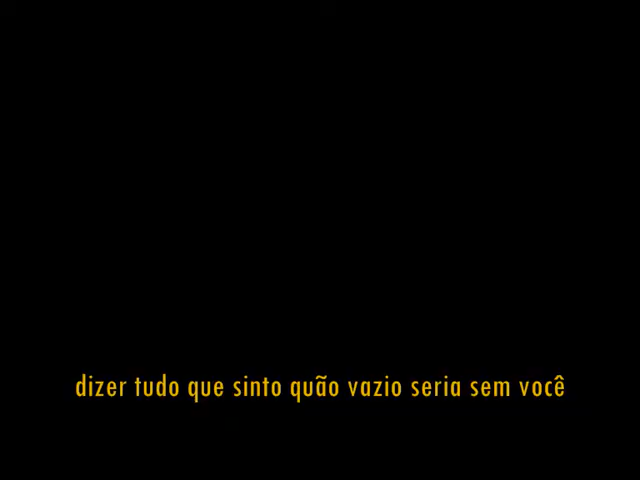 dizer tudo que sinto quão vazio seria sem você